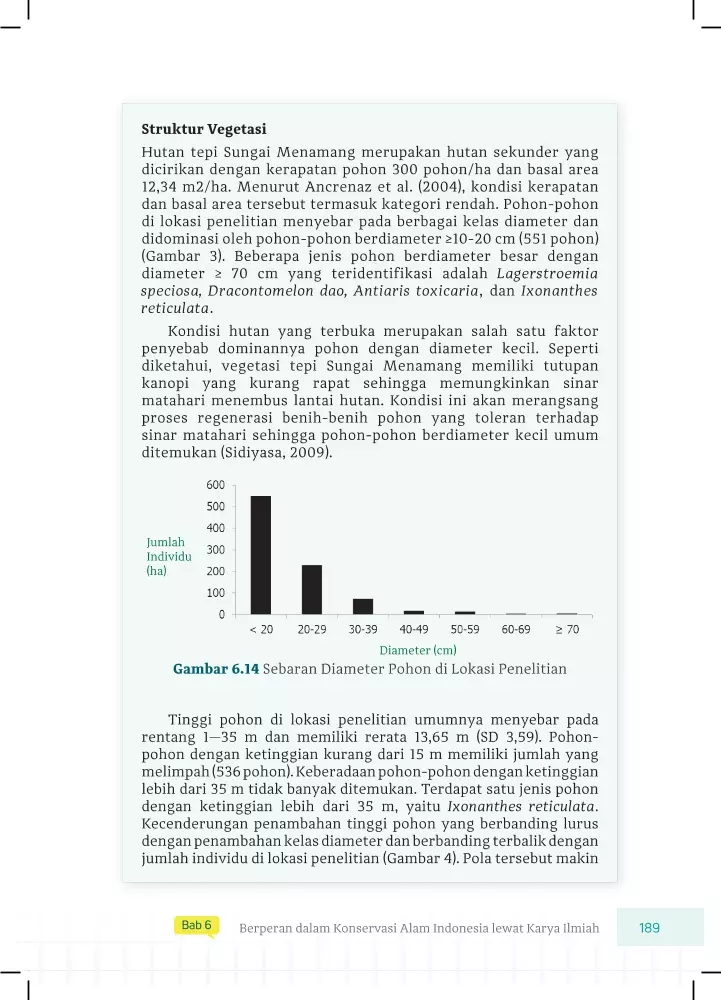 Struktur Vegetasi
Hutan tepi Sungai Menamang merupakan hutan sekunder yang
dicirikan dengan kerapatan pohon 300 pohon/ha dan basal area
12,34 m2/ha. Menurut Ancrenaz et al. (2004), kondisi kerapatan
dan basal area tersebut termasuk kategori rendah. Pohon-pohon
di lokasi penelitian menyebar pada berbagai kelas diameter dan
didominasi oleh pohon-pohon berdiameter ≥10-20 cm (551 pohon)
(Gambar 3). Beberapa jenis pohon berdiameter besar dengan
diameter ≥ 70 cm yang teridentifikasi adalah Lagerstroemia
speciosa, Dracontomelon dao, Antiaris toxicaria, dan Ixonanthes
reticulata.
Kondisi hutan yang terbuka merupakan salah satu faktor
penyebab dominannya pohon dengan diameter kecil. Seperti
diketahui, vegetasi tepi Sungai Menamang memiliki tutupan
kanopi yang kurang rapat sehingga memungkinkan sinar
matahari menembus lantai hutan. Kondisi ini akan merangsang
proses regenerasi benih-benih pohon yang toleran terhadap
sinar matahari sehingga pohon-pohon berdiameter kecil umum
ditemukan (Sidiyasa, 2009).
600
500
400
300
200
100
0
Jumlah
Individu
(ha)
< 20 20-29 30-39 40-49 50-59 60-69 ≥ 70
Diameter (cm)
Gambar 6.14 Sebaran Diameter Pohon di Lokasi Penelitian
Tinggi pohon di lokasi penelitian umumnya menyebar pada
rentang 1—35 m dan memiliki rerata 13,65 m (SD 3,59). Pohon-
pohon dengan ketinggian kurang dari 15 m memiliki jumlah yang
melimpah (536 pohon). Keberadaan pohon-pohon dengan ketinggian
lebih dari 35 m tidak banyak ditemukan. Terdapat satu jenis pohon
dengan ketinggian lebih dari 35 m, yaitu Ixonanthes reticulata.
Kecenderungan penambahan tinggi pohon yang berbanding lurus
dengan penambahan kelas diameter dan berbanding terbalik dengan
jumlah individu di lokasi penelitian (Gambar 4). Pola tersebut makin
Bab 6 Berperan dalam Konservasi Alam Indonesia lewat Karya Ilmiah 189